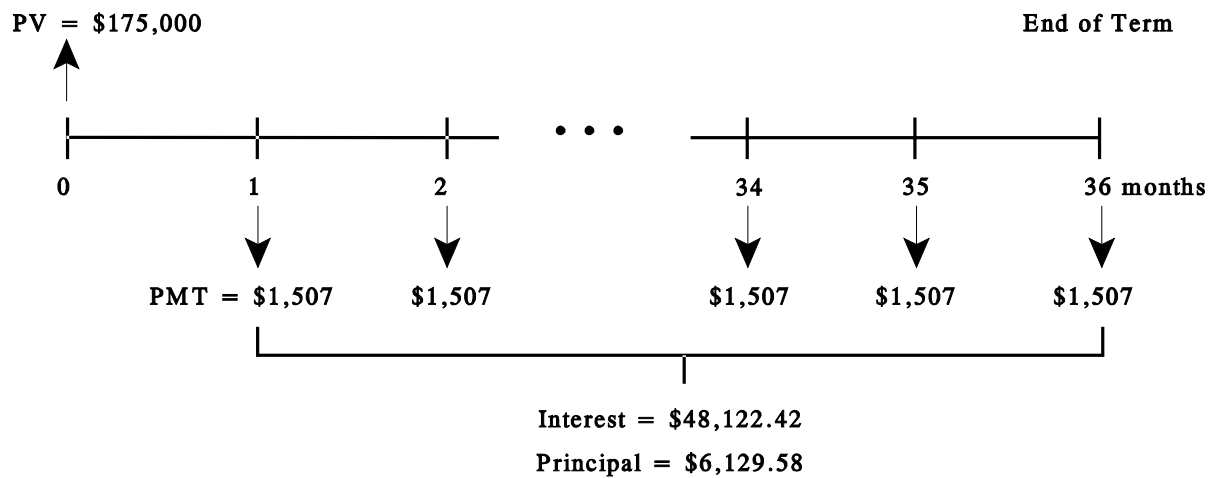 PV = $175,000 End of Term
0 1 2 • • • 34 35 36 months
PMT = $1,507 $1,507 $1,507 $1,507 $1,507
Interest = $48,122.42
Principal = $6,129.58